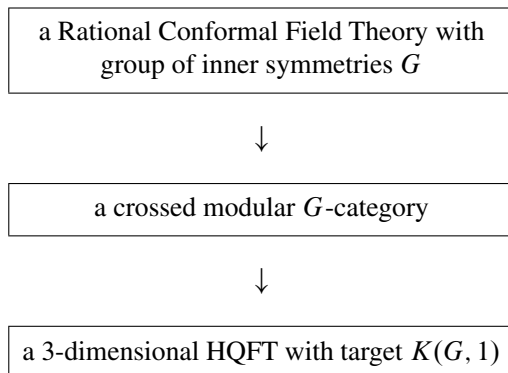 a Rational Conformal Field Theory with
group of inner symmetries G
↓
a crossed modular G-category
↓
a 3-dimensional HQFT with target K(G, 1)